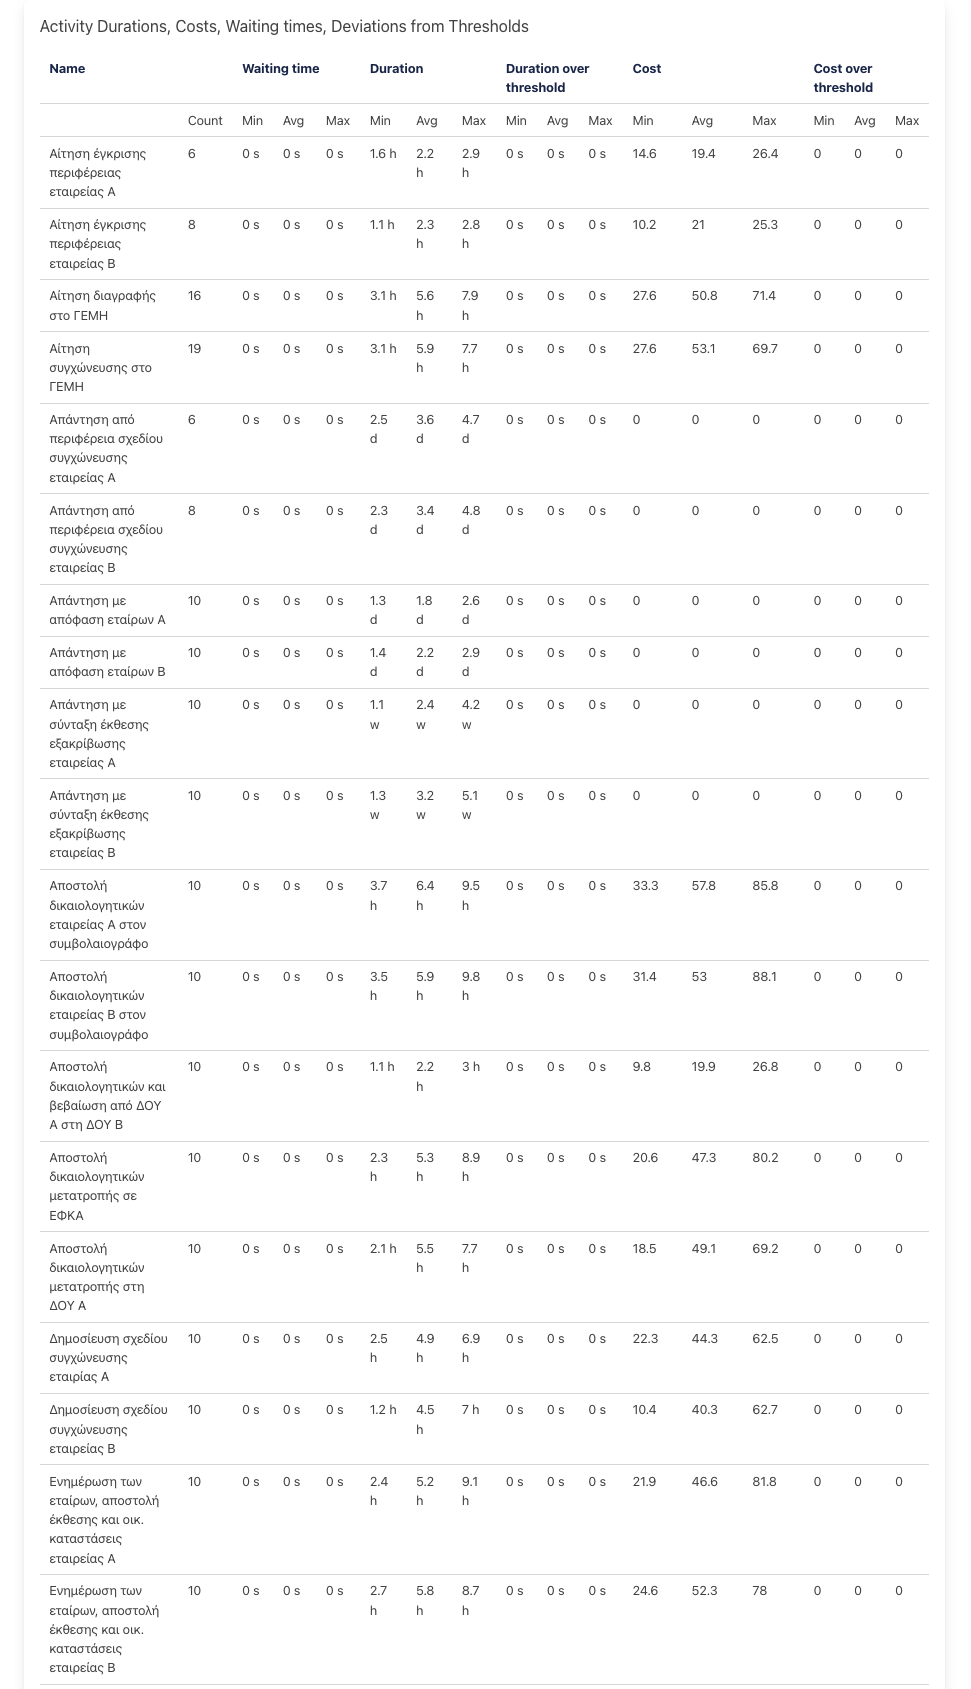 Activity Durations, Costs, Waiting times, Deviations from Thresholds
Name Waiting time Duration Duration over Cost Cost over
threshold threshold
Count Min Avg Max Min Avg Max Min Avg Max Min Avg Max Min Avg Max
Αίτηση έγκρισης 6 0 s 0 s 0 s 1.6 h 2.2 2.9 0 s 0 s 0 s 14.6 19.4 26.4 0 0 0
περιφέρειας h h
εταιρείας Α
Αίτηση έγκρισης 8 0 s 0 s 0 s 1.1 h 2.3 2.8 0 s 0 s 0 s 10.2 21 25.3 0 0 0
περιφέρειας h h
εταιρείας Β
Αίτηση διαγραφής 16 0 s 0 s 0 s 3.1 h 5.6 7.9 0 s 0 s 0 s 27.6 50.8 71.4 0 0 0
στο ΓΕΜΗ h h
Αίτηση 19 0 s 0 s 0 s 3.1 h 5.9 7.7 0 s 0 s 0 s 27.6 53.1 69.7 0 0 0
συγχώνευσης στο h h
ΓΕΜΗ
Απάντηση από 6 0 s 0 s 0 s 2.5 3.6 4.7 0 s 0 s 0 s 0 0 0 0 0 0
περιφέρεια σχεδίου d d d
συγχώνευσης
εταιρείας Α
Απάντηση από 8 0 s 0 s 0 s 2.3 3.4 4.8 0 s 0 s 0 s 0 0 0 0 0 0
περιφέρεια σχεδίου d d d
συγχώνευσης
εταιρείας Β
Απάντηση με 10 0 s 0 s 0 s 1.3 1.8 2.6 0 s 0 s 0 s 0 0 0 0 0 0
απόφαση εταίρων Α d d d
Απάντηση με 10 0 s 0 s 0 s 1.4 2.2 2.9 0 s 0 s 0 s 0 0 0 0 0 0
απόφαση εταίρων Β d d d
Απάντηση με 10 0 s 0 s 0 s 1.1 2.4 4.2 0 s 0 s 0 s 0 0 0 0 0 0
σύνταξη έκθεσης w w w
εξακρίβωσης
εταιρείας Α
Απάντηση με 10 0 s 0 s 0 s 1.3 3.2 5.1 0 s 0 s 0 s 0 0 0 0 0 0
σύνταξη έκθεσης w w w
εξακρίβωσης
εταιρείας Β
Αποστολή 10 0 s 0 s 0 s 3.7 6.4 9.5 0 s 0 s 0 s 33.3 57.8 85.8 0 0 0
δικαιολογητικών h h h
εταιρείας Α στον
συμβολαιογράφο
Αποστολή 10 0 s 0 s 0 s 3.5 5.9 9.8 0 s 0 s 0 s 31.4 53 88.1 0 0 0
δικαιολογητικών h h h
εταιρείας Β στον
συμβολαιογράφο
Αποστολή 10 0 s 0 s 0 s 1.1 h 2.2 3 h 0 s 0 s 0 s 9.8 19.9 26.8 0 0 0
δικαιολογητικών και h
βεβαίωση από ΔΟΥ
Α στη ΔΟΥ Β
Αποστολή 10 0 s 0 s 0 s 2.3 5.3 8.9 0 s 0 s 0 s 20.6 47.3 80.2 0 0 0
δικαιολογητικών h h h
μετατροπής σε
ΕΦΚΑ
Αποστολή 10 0 s 0 s 0 s 2.1 h 5.5 7.7 0 s 0 s 0 s 18.5 49.1 69.2 0 0 0
δικαιολογητικών h h
μετατροπής στη
ΔΟΥ Α
Δημοσίευση σχεδίου 10 0 s 0 s 0 s 2.5 4.9 6.9 0 s 0 s 0 s 22.3 44.3 62.5 0 0 0
συγχώνευσης h h h
εταιρίας Α
Δημοσίευση σχεδίου 10 0 s 0 s 0 s 1.2 h 4.5 7 h 0 s 0 s 0 s 10.4 40.3 62.7 0 0 0
συγχώνευσης h
εταιρείας Β
Ενημέρωση των 10 0 s 0 s 0 s 2.4 5.2 9.1 0 s 0 s 0 s 21.9 46.6 81.8 0 0 0
εταίρων, αποστολή h h h
έκθεσης και οικ.
καταστάσεις
εταιρείας Α
Ενημέρωση των 10 0 s 0 s 0 s 2.7 5.8 8.7 0 s 0 s 0 s 24.6 52.3 78 0 0 0
εταίρων, αποστολή h h h
έκθεσης και οικ.
καταστάσεις
εταιρείας Β